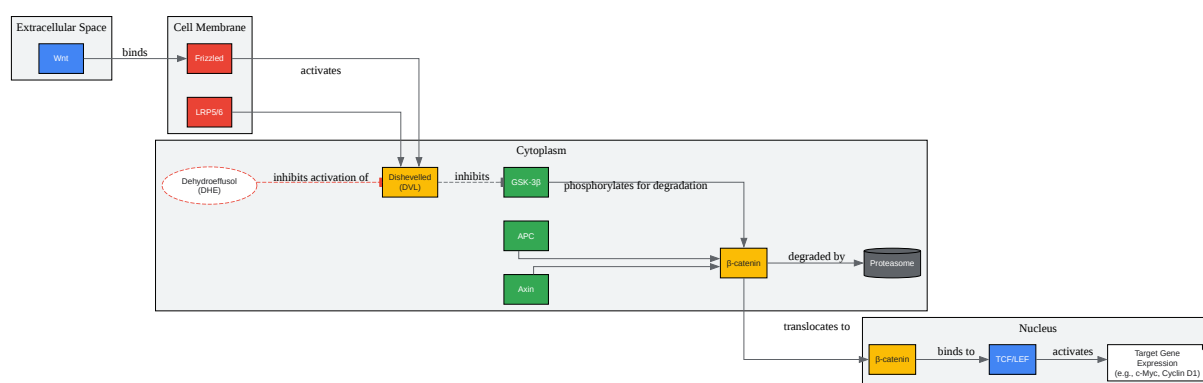 Extracellular Space
Cell Membrane
Wnt
binds
Frizzled
activates
LRP5/6
Cytoplasm
Dehydroeffusol
(DHE)
inhibits activation of
Dishevelled
(DVL)
inhibits
GSK-3β
phosphorylates for degradation
APC
β-catenin
degraded by
Proteasome
Axin
translocates to
Nucleus
β-catenin
binds to
TCF/LEF
activates
Target Gene
Expression
(e.g., c-Myc, Cyclin D1)